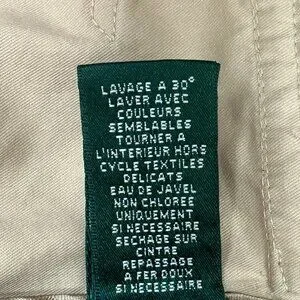 LAVAGE A 30°
LAVER AVEC
COULEURS
SEMBLABLES
TOURNER A
L'INTERIEUR HORS
CYCLE TEXTILES
DELICATS
EAU DE JAVEL
NON CHLOREE
UNIQUEMENT
SI NECESSAIRE
SECHAGE SUR
CINTRE
REPASSAGE
A FER DOUX
SI NECESSAIRE